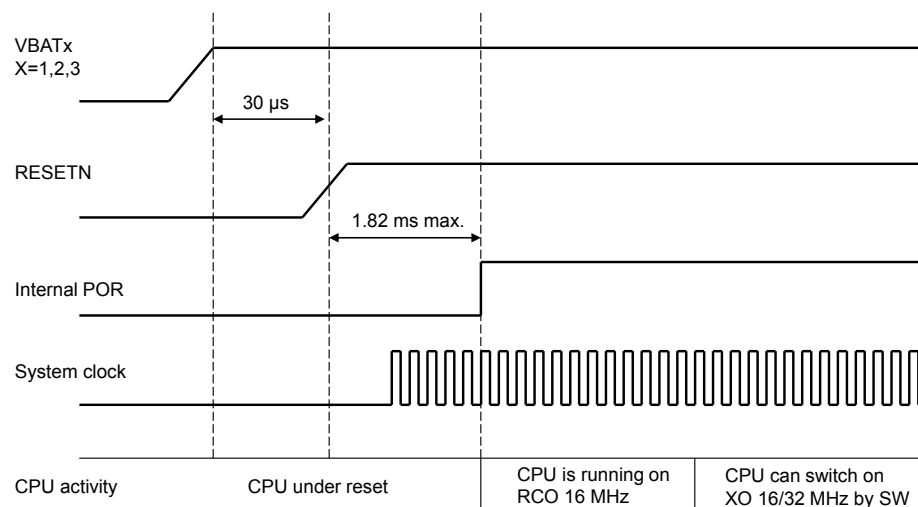 VBATx
X=1,2,3
30 µs
RESETN
1.82 ms max.
Internal POR
System clock
CPU activity
CPU under reset
CPU is running on
RCO 16 MHz
CPU can switch on
XO 16/32 MHz by SW